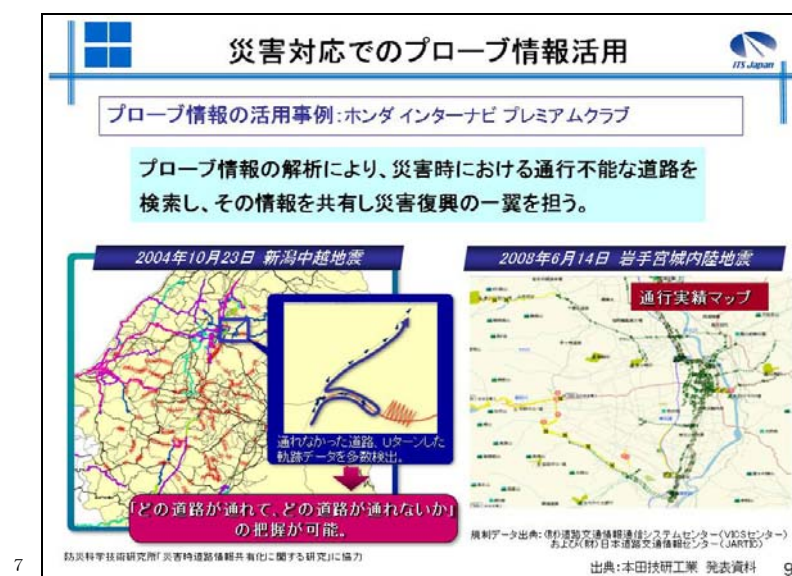 災害対応でのプローブ情報活用
ITS Japan
プローブ情報の活用事例:ホンダ インターナビ プレミアムクラブ
プローブ情報の解析により、災害時における通行不能な道路を
検索し、その情報を共有し災害復興の一翼を担う。
2004年10月23日 新潟中越地震
2008年6月14日 岩手宮城内陸地震
通行実績マップ
通れなかった道路、Uターンした
軌跡データを多数検出。
「どの道路が通れて、どの道路が通れないか」
の把握が可能。
規制データ出典:(財)道路交通情報通信システムセンター(VICSセンター)
および(財)日本道路交通情報センター(JARTIC)
防災科学技術研究所「災害時道路情報共有化に関する研究」に協力
出典:本田技研工業 発表資料
9
7